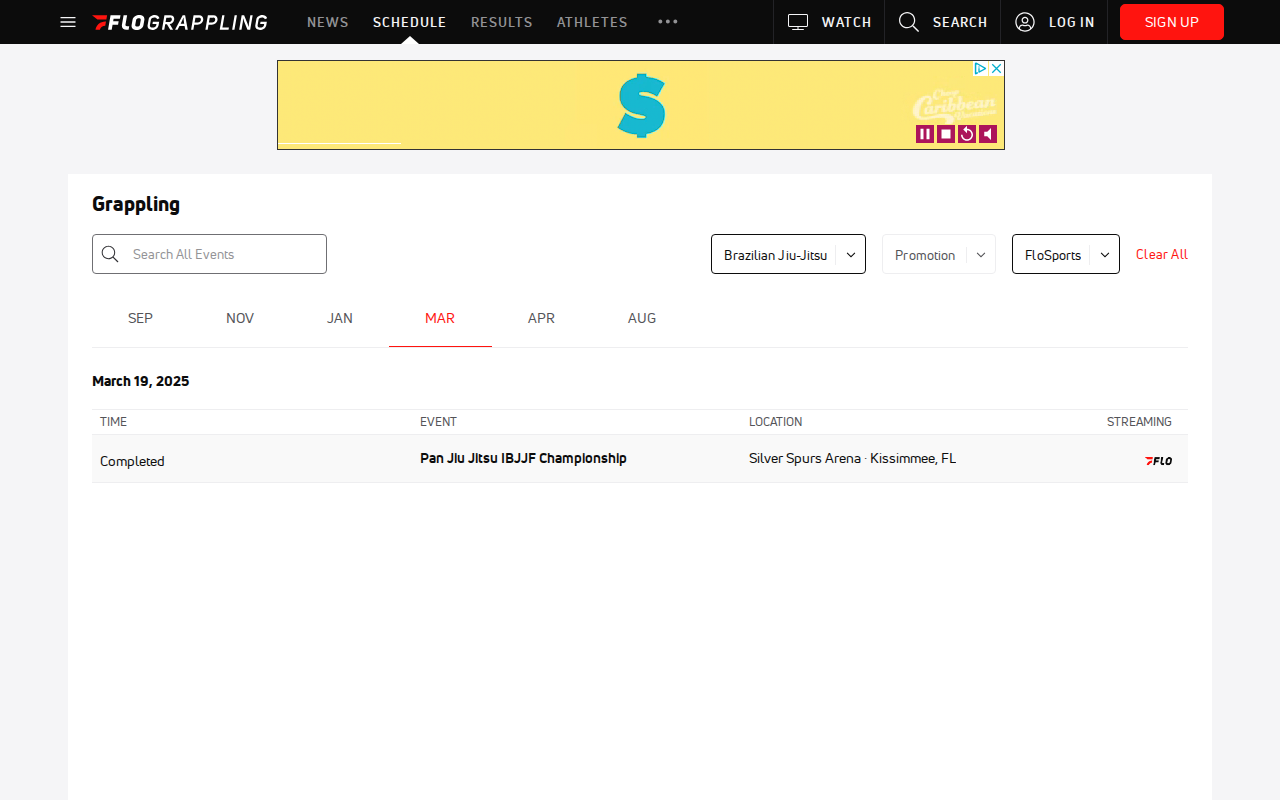 FLOGRAPPLING NEWS SCHEDULE RESULTS ATHLETES ••• WATCH SEARCH LOG IN SIGN UP
$
Cheap
Caribbean
Grappling
Search All Events Brazilian Jiu-Jitsu Promotion FloSports Clear All
SEP NOV JAN MAR APR AUG
March 19, 2025
TIME EVENT LOCATION STREAMING
Completed Pan Jiu Jitsu IBJJF Championship Silver Spurs Arena · Kissimmee, FL FLO